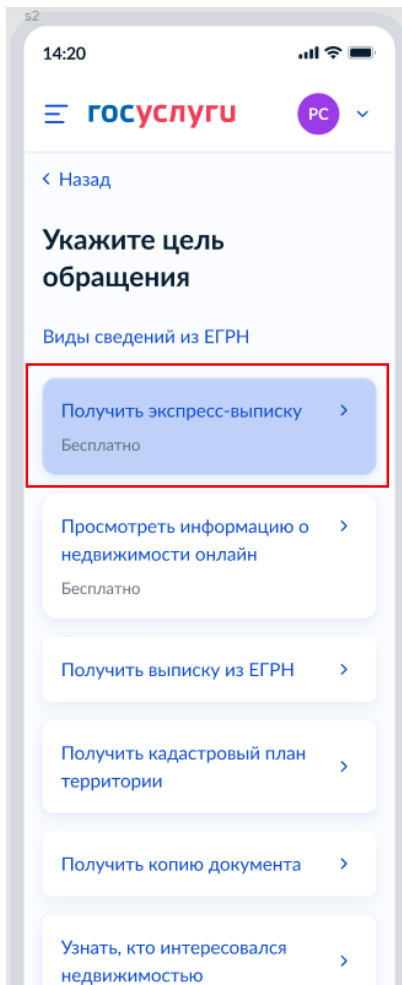 s2
14:20
госуслуги
РС
Назад
Укажите цель
обращения
Виды сведений из ЕГРН
Получить экспресс-выписку
Бесплатно
Просмотреть информацию о
недвижимости онлайн
Бесплатно
Получить выписку из ЕГРН
Получить кадастровый план
территории
Получить копию документа
Узнать, кто интересовался
недвижимостью